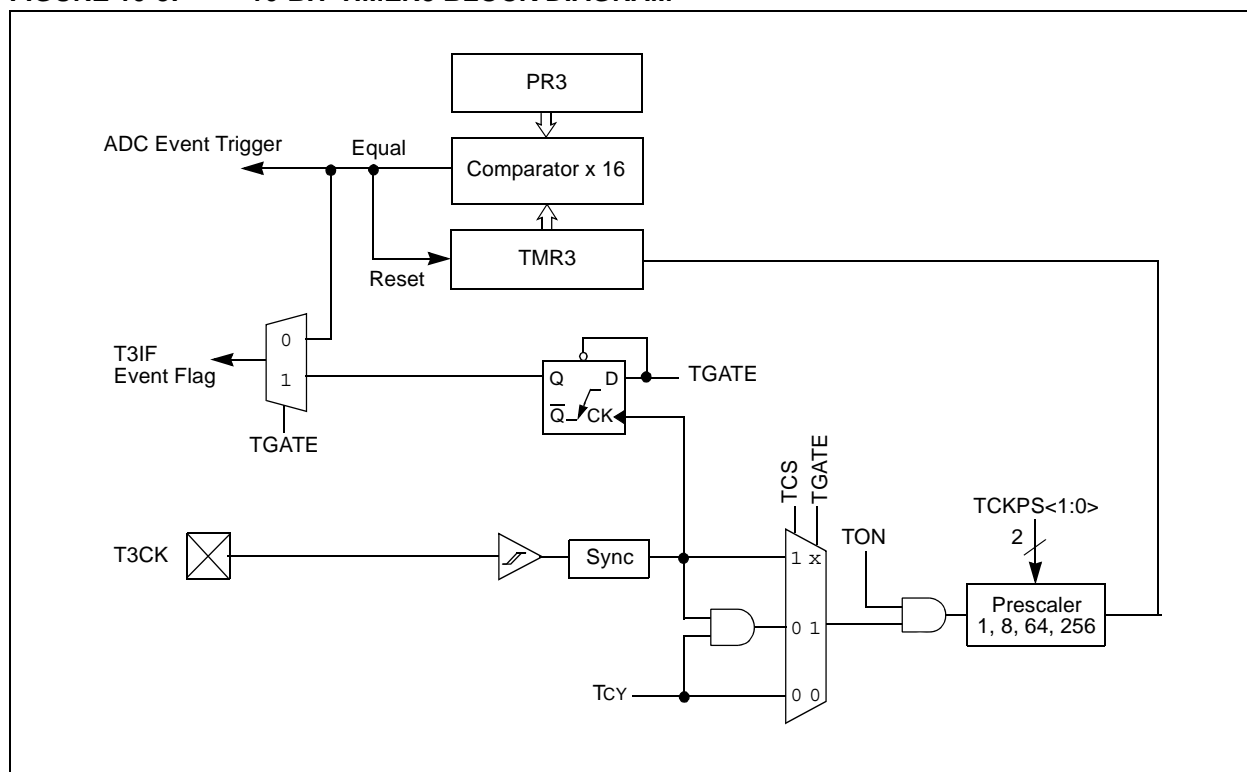 PR3
ADC Event Trigger
Equal
Comparator x 16
TMR3
Reset
0
T3IF
Event Flag
1
Q D
TGATE
Q CK
TGATE
TCS
TGATE
TCKPS<1:0>
2
TON
T3CK
Sync
1 x
Prescaler
1, 8, 64, 256
0 1
TCY
0 0